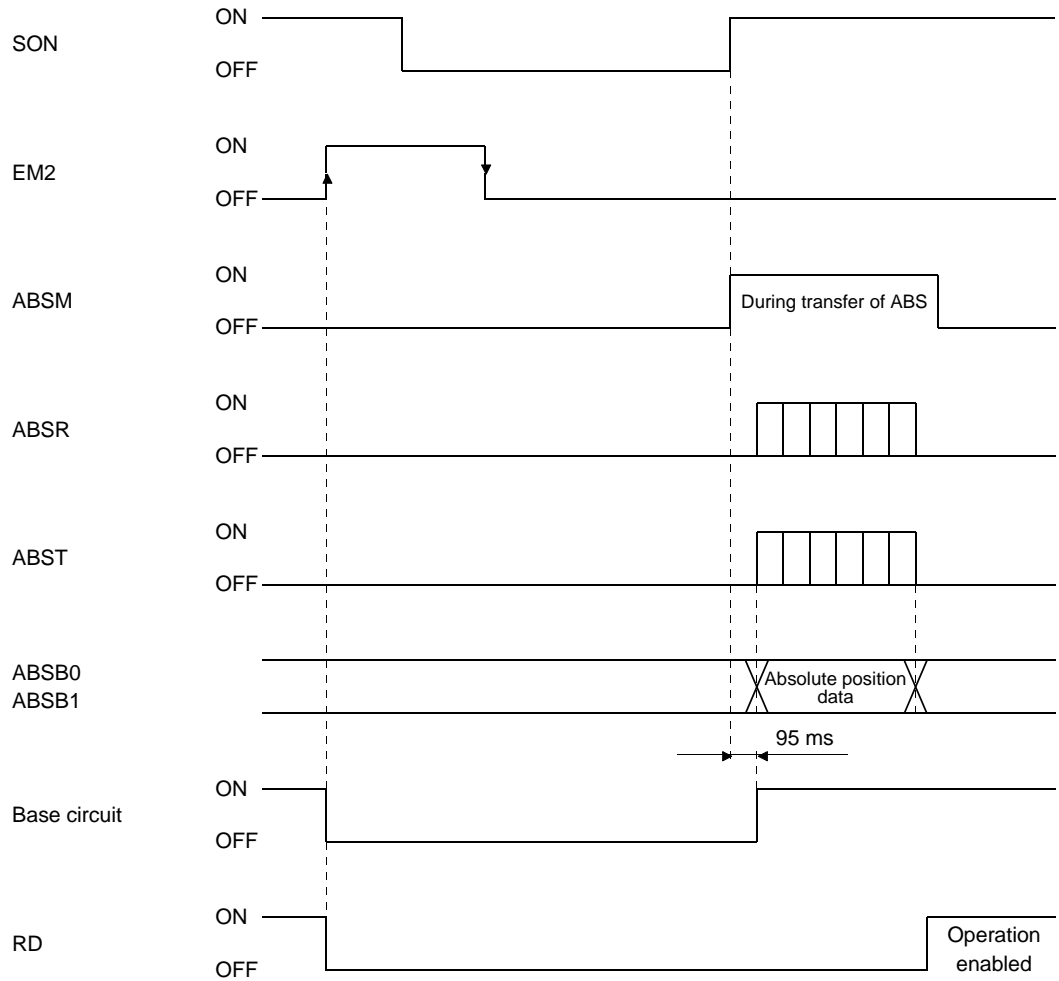 ON
SON
OFF
ON
EM2
OFF
ON
ABSM
During transfer of ABS
OFF
ON
ABSR
OFF
ON
ABST
OFF
ABSB0
ABSB1
Absolute position
data
95 ms
ON
Base circuit
OFF
ON
RD
OFF
Operation
enabled